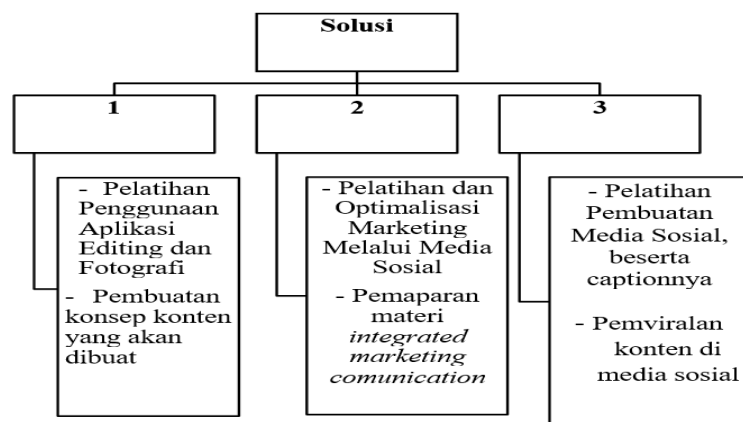 Solusi
1
- Pelatihan
Penggunaan
Aplikasi
Editing dan
Fotografi
- Pembuatan
konsep konten
yang akan
dibuat
2
- Pelatihan dan
Optimalisasi
Marketing
Melalui Media
Sosial
- Pemaparan
materi
integrated
marketing
comunication
3
- Pelatihan
Pembuatan
Media Sosial,
beserta
captionnya
- Pemviralan
konten di
media sosial